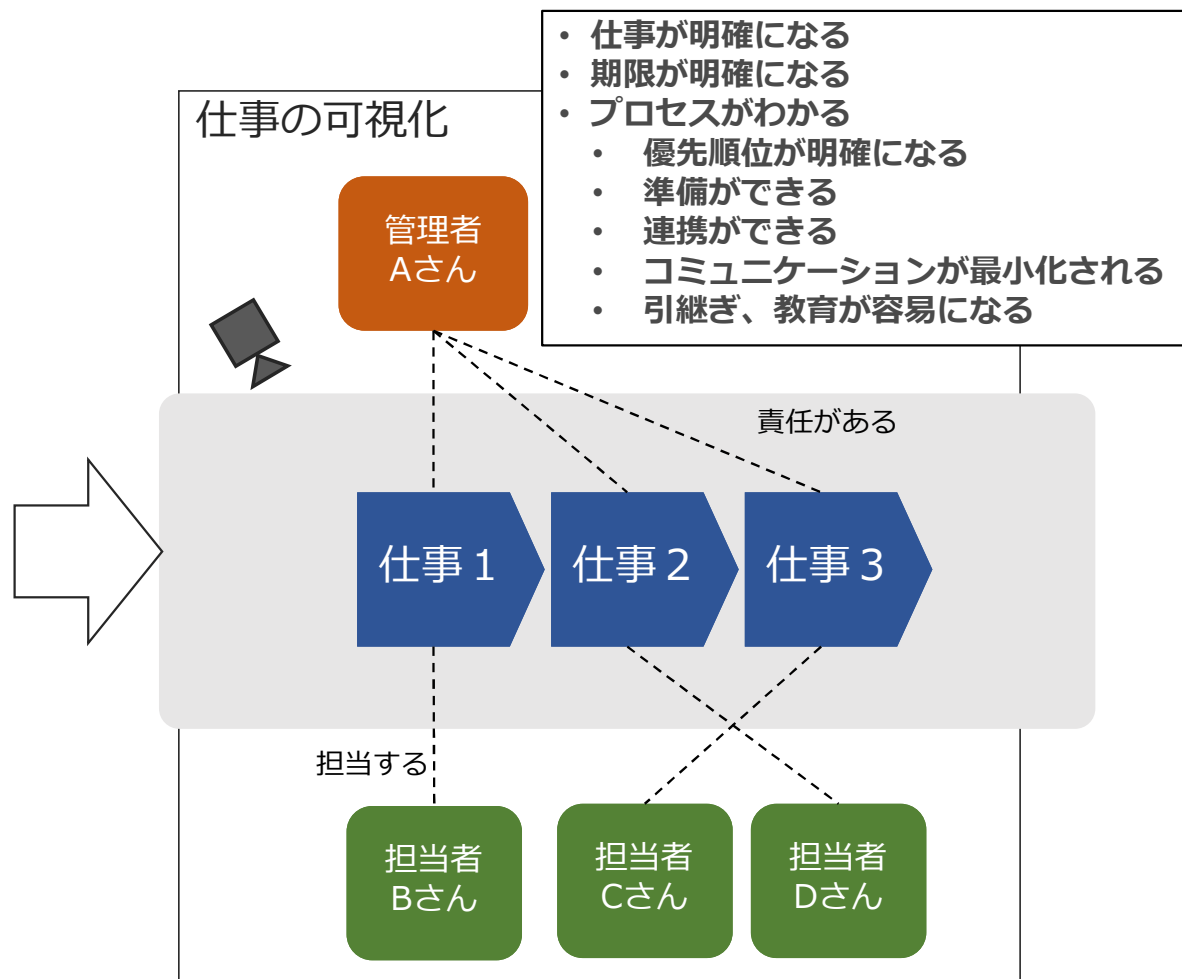 • 仕事が明確になる
• 期限が明確になる
• プロセスがわかる
• 優先順位が明確になる
• 準備ができる
• 連携ができる
• コミュニケーションが最小化される
• 引継ぎ、教育が容易になる
仕事の可視化
管理者
Aさん
責任がある
仕事１
仕事２
仕事３
担当する
担当者
Bさん
担当者
Cさん
担当者
Dさん